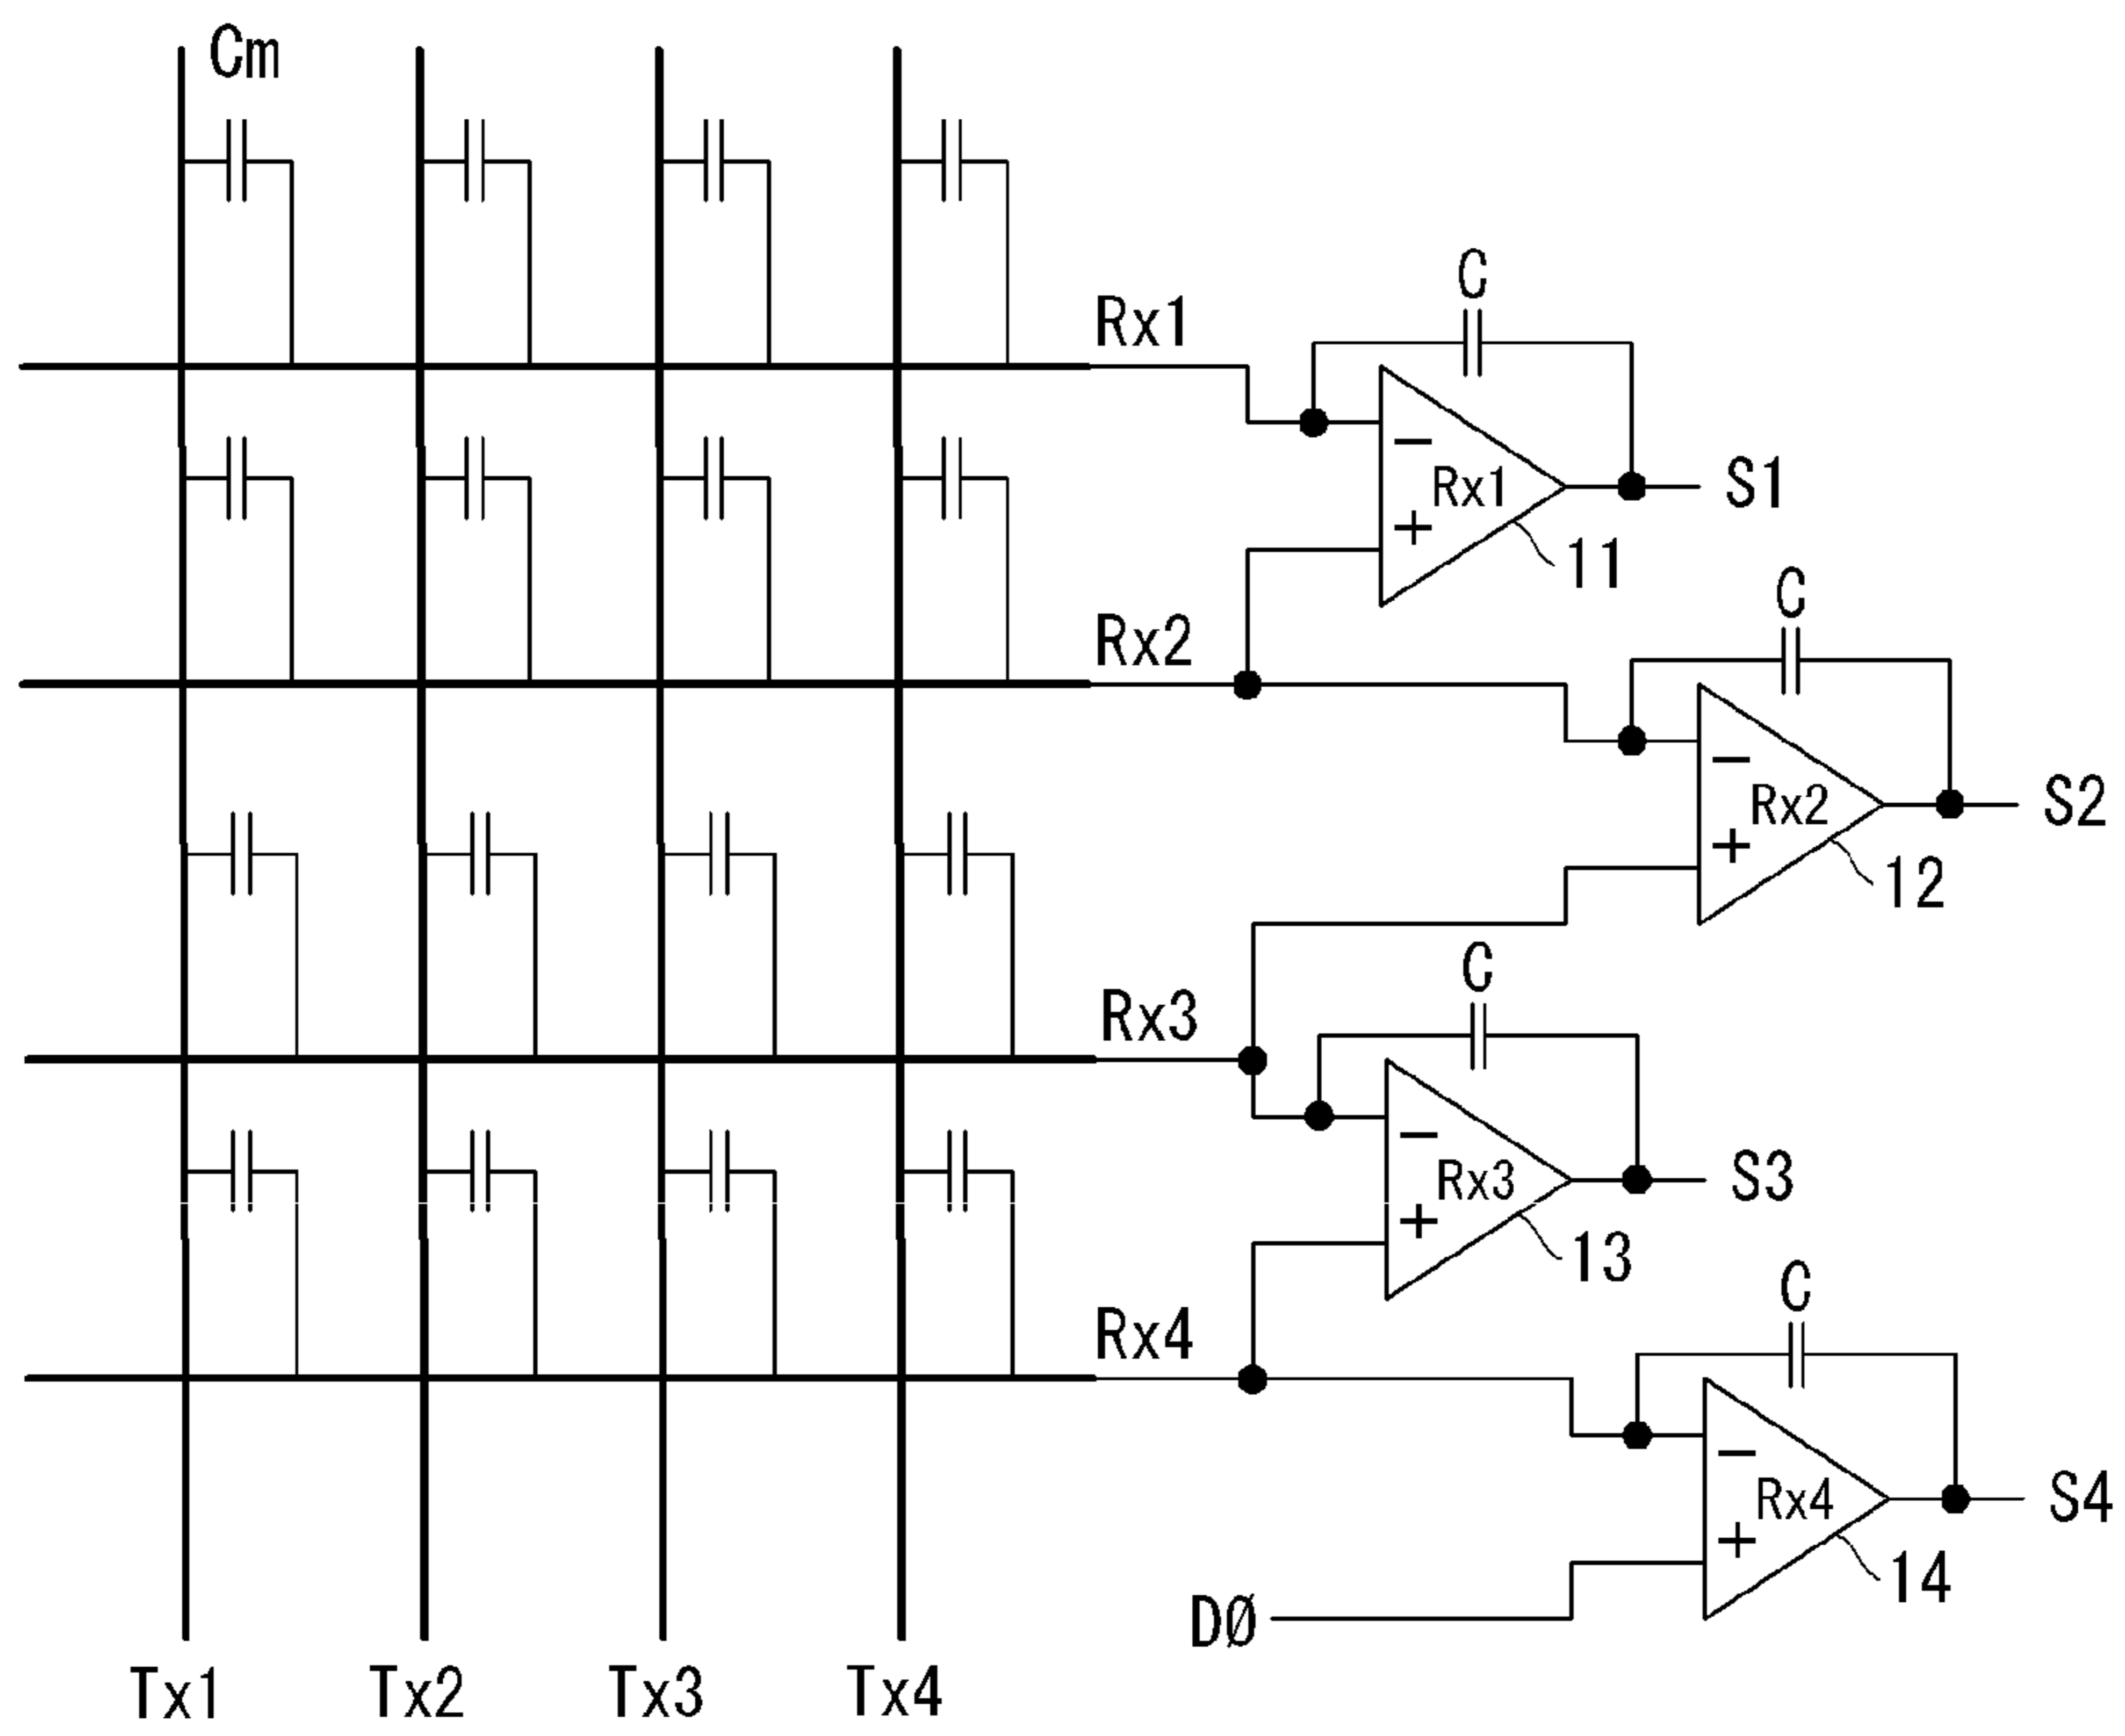 Cm
C
Rx1
Rx1
S1
−
+
11
C
Rx2
Rx2
S2
−
+
12
C
Rx3
Rx3
S3
−
+
13
C
Rx4
Rx4
S4
−
+
14
DØ
Tx1 Tx2 Tx3 Tx4